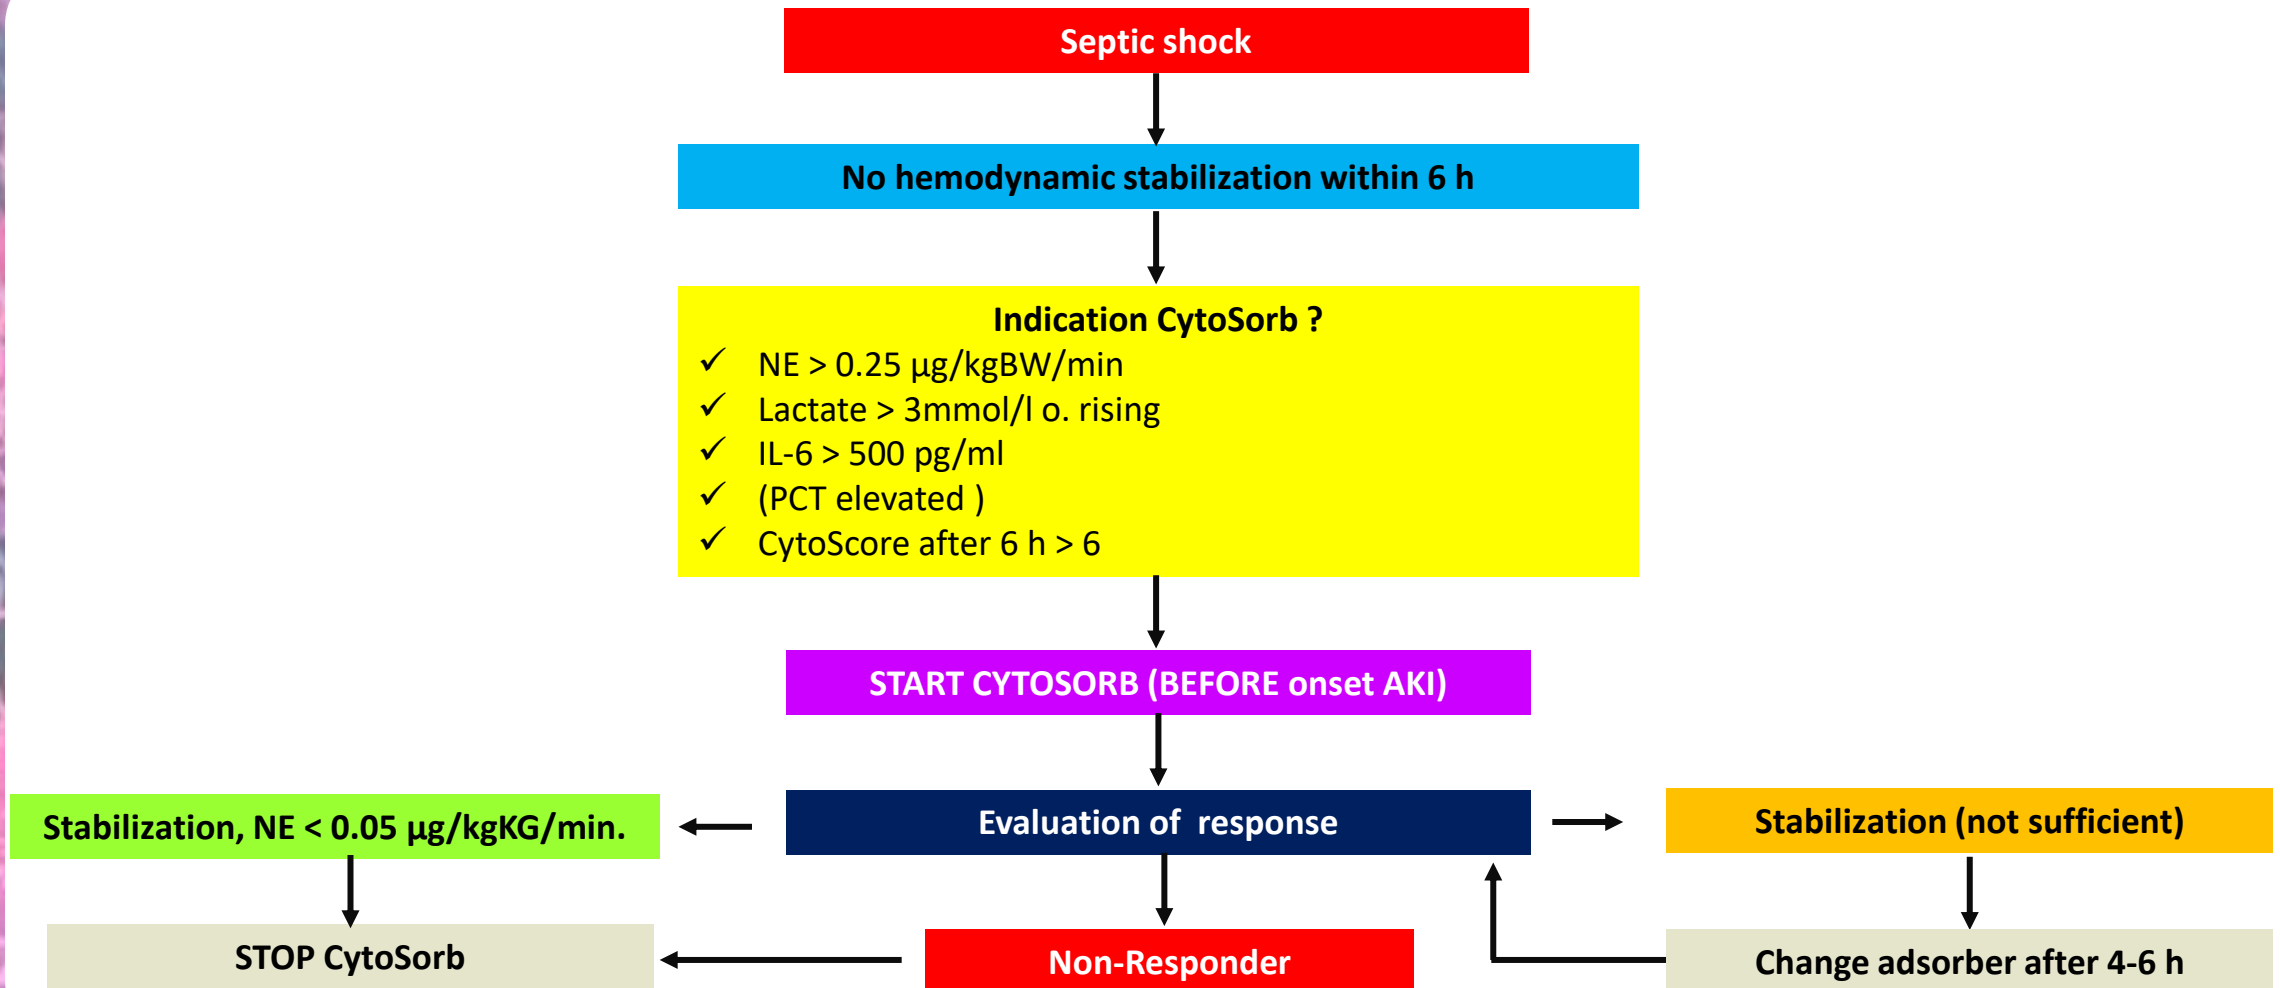 Septic shock
No hemodynamic stabilization within 6 h
Indication CytoSorb ?
✓ NE > 0.25 µg/kgBW/min
✓ Lactate > 3mmol/l o. rising
✓ IL-6 > 500 pg/ml
✓ (PCT elevated )
✓ CytoScore after 6 h > 6
START CYTOSORB (BEFORE onset AKI)
Stabilization, NE < 0.05 µg/kgKG/min.
Evaluation of response
Stabilization (not sufficient)
STOP CytoSorb
Non-Responder
Change adsorber after 4-6 h